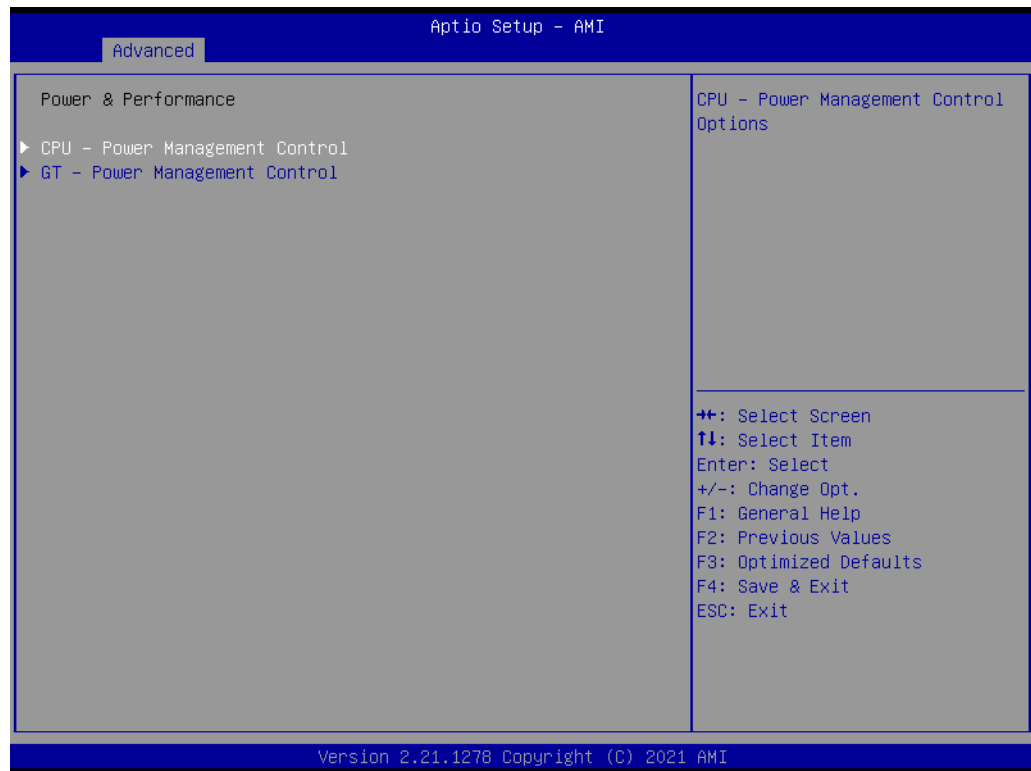 Aptio Setup – AMI
Advanced
Power & Performance
▶ CPU – Power Management Control
▶ GT – Power Management Control
CPU – Power Management Control
Options
→←: Select Screen
↑↓: Select Item
Enter: Select
+/-: Change Opt.
F1: General Help
F2: Previous Values
F3: Optimized Defaults
F4: Save & Exit
ESC: Exit
Version 2.21.1278 Copyright (C) 2021 AMI